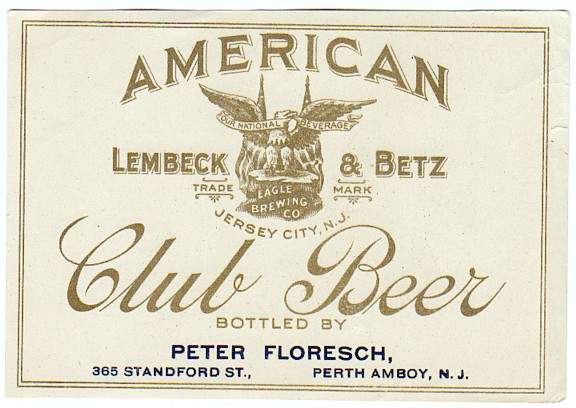 AMERICAN
OUR NATIONAL BEVERAGE
LEMBECK & BETZ
TRADE MARK
EAGLE
BREWING
CO
JERSEY CITY, N.J.
Club Beer
BOTTLED BY
PETER FLORESCH,
365 STANDFORD ST., PERTH AMBOY, N. J.